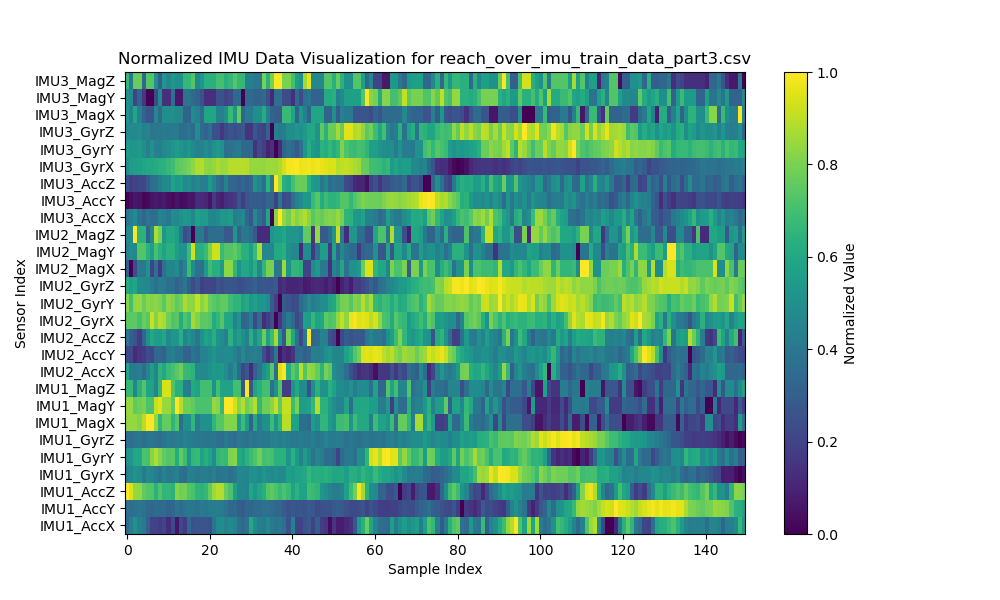 Normalized IMU Data Visualization for reach_over_imu_train_data_part3.csv
IMU3_MagZ
IMU3_MagY
IMU3_MagX
IMU3_GyrZ
IMU3_GyrY
IMU3_GyrX
IMU3_AccZ
IMU3_AccY
IMU3_AccX
IMU2_MagZ
IMU2_MagY
IMU2_MagX
IMU2_GyrZ
IMU2_GyrY
IMU2_GyrX
IMU2_AccZ
IMU2_AccY
IMU2_AccX
IMU1_MagZ
IMU1_MagY
IMU1_MagX
IMU1_GyrZ
IMU1_GyrY
IMU1_GyrX
IMU1_AccZ
IMU1_AccY
IMU1_AccX
Sensor Index
0 20 40 60 80 100 120 140
Sample Index
1.0
0.8
0.6
0.4
0.2
0.0
Normalized Value